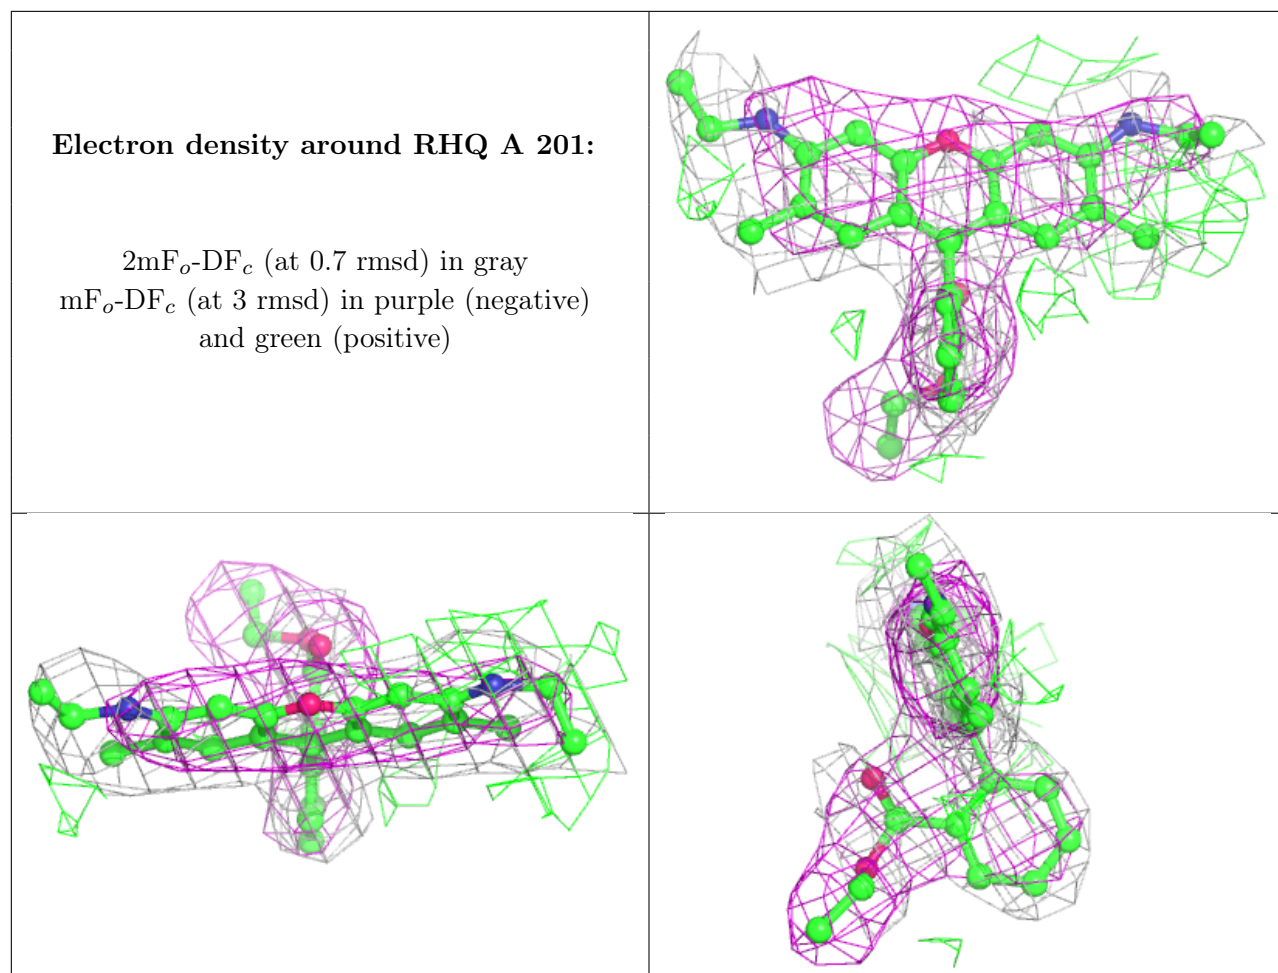 Electron density around RHQ A 201:
2mFo-DFc (at 0.7 rmsd) in gray
mFo-DFc (at 3 rmsd) in purple (negative)
and green (positive)